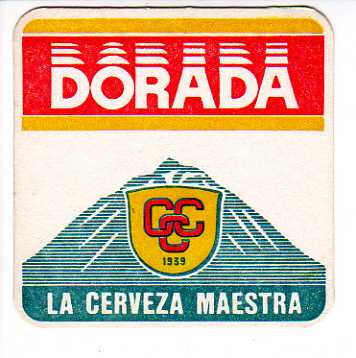 DORADA
CCC
1939
LA CERVEZA MAESTRA